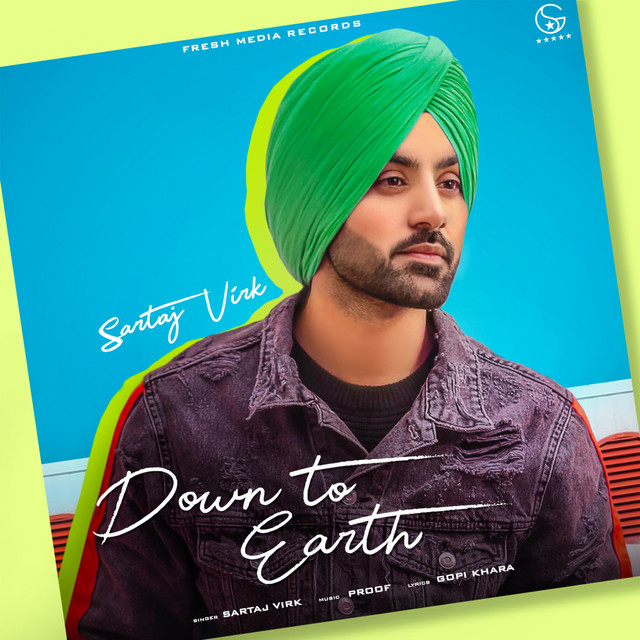 FRESH MEDIA RECORDS
Sartaj Virk
Down to
Earth
SINGER SARTAJ VIRK MUSIC PROOF LYRICS GOPI KHARA